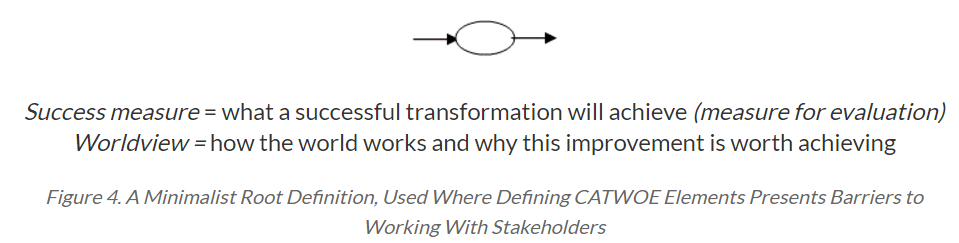 Success measure = what a successful transformation will achieve (measure for evaluation)
Worldview = how the world works and why this improvement is worth achieving
Figure 4. A Minimalist Root Definition, Used Where Defining CATWOE Elements Presents Barriers to
Working With Stakeholders